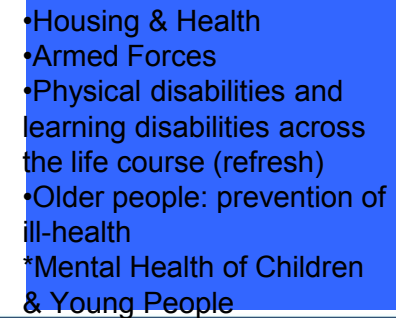 •Housing & Health
•Armed Forces
•Physical disabilities and
learning disabilities across
the life course (refresh)
•Older people: prevention of
ill-health
*Mental Health of Children
& Young People